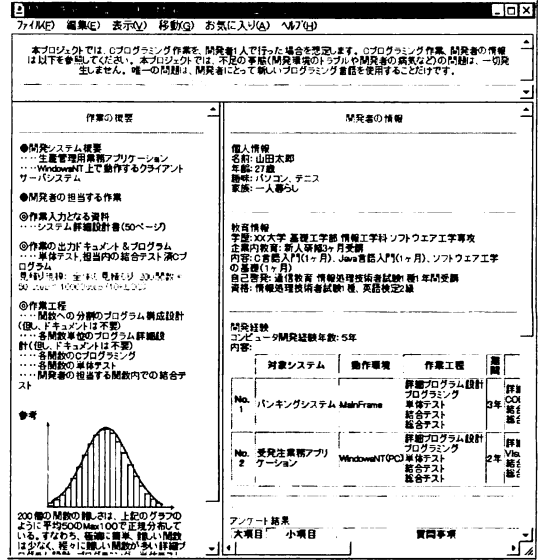 ファイル(F) 編集(E) 表示(V) 移動(G) お気に入り(A) ヘルプ(H)
本プロジェクトでは、Cプログラミング作業を、開発者1人で行った場合を想定します。Cプログラミング作業、開発者の情報
は以下を参照してください。本プロジェクトでは、不足の事態(開発環境のトラブルや開発者の病気など)の問題は、一切発
生しません。唯一の問題は、開発者にとって新しいプログラミング言語を使用することだけです。
作業の概要
●開発システム概要
・・・・生産管理用業務アプリケーション
・・・・WindowsNT上で動作するクライアント
サーバシステム
●開発者の担当する作業
◎作業入力となる資料
・・・・システム詳細設計書(50ページ)
◎作業の出力ドキュメント&プログラム
・・・・単体テスト,担当内の結合テスト済Cプ
ログラム
◎作業工程
・・・・関数への分割のプログラム構成設計
(但し、ドキュメントは不要)
・・・・各関数単位のプログラム詳細設
計(但し、ドキュメントは不要)
・・・・各関数のCプログラミング
・・・・各関数の単体テスト
・・・・開発者の担当する関数内での結合テ
スト
参考
200個の関数の難しさは、上記のグラフの
ように平均50のMax100で正規分布して
いる。すなわち、極端に簡単、難しい関数
は少なく、程々に難しい関数が多い
開発者の情報
個人情報
名前: 山田太郎
年齢: 27歳
趣味: パソコン、テニス
家族: 一人暮らし
教育情報
学歴: XX大学 基礎工学部 情報工学科 ソフトウェア工学専攻
企業内教育: 新人研修3ヶ月受講
内容: C言語入門(1ヶ月)、Java言語入門(1ヶ月)、ソフトウェア工学
の基礎(1ヶ月)
自己啓発: 通信教育 情報処理技術者試験1種1年間受講
資格: 情報処理技術者試験1種、英語検定2級
開発経験
コンピュータ開発経験年数: 5年
内容:
対象システム 動作環境 作業工程 期間
No.1 バンキングシステム MainFrame 詳細プログラム設計 プログラミング 単体テスト 結合テスト 総合テスト 3年
No.2 受発注業務アプリケーション WindowsNT(PC) 詳細プログラム設計 プログラミング 単体テスト 結合テスト 総合テスト 2年
アンケート結果
大項目 小項目 質問事項